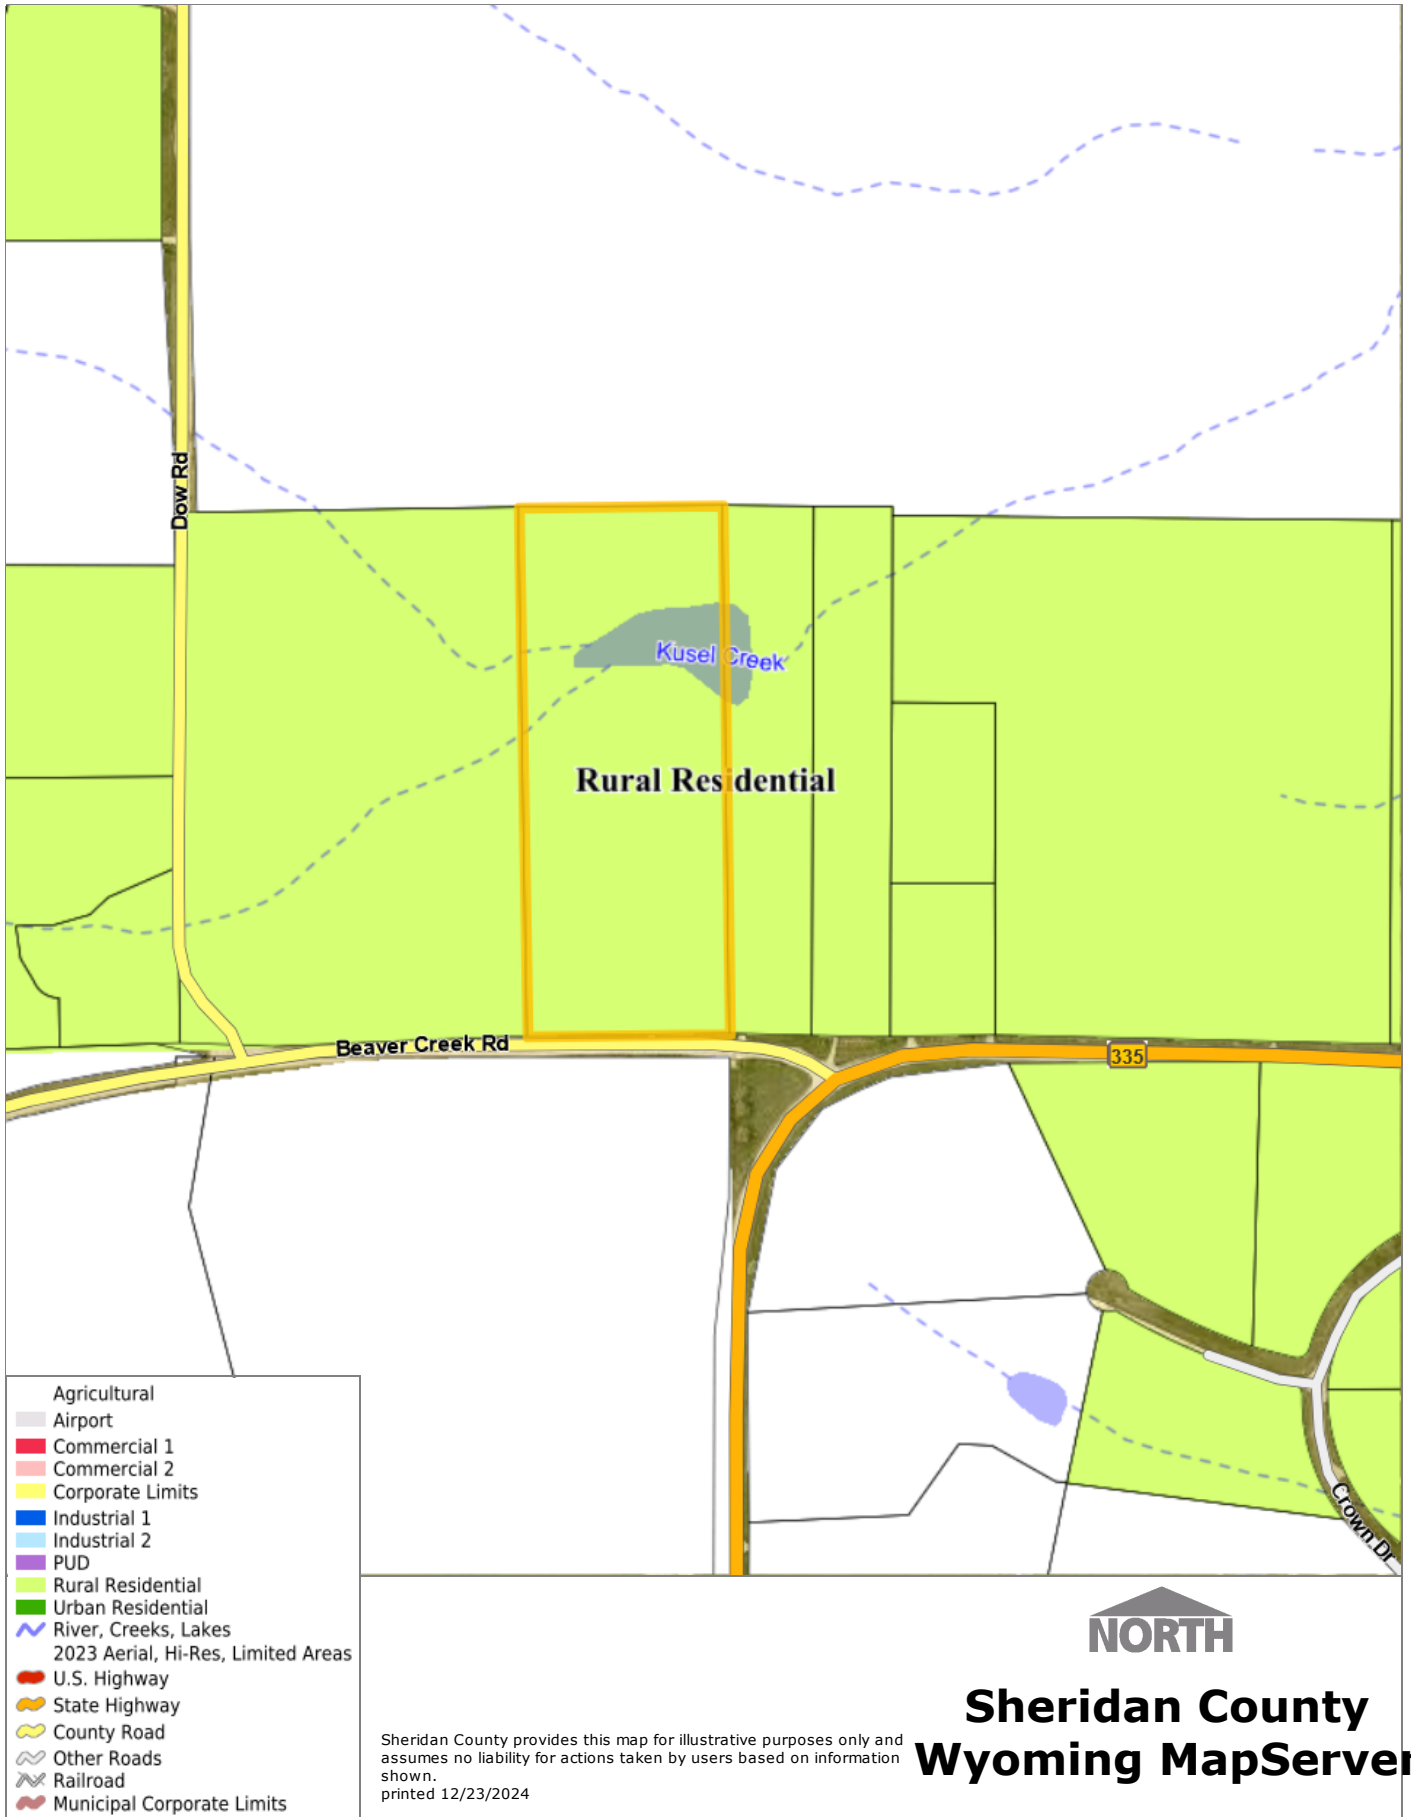 Dow Rd
Kusel Creek
Rural Residential
Beaver Creek Rd
335
Crown Dr
Agricultural
Airport
Commercial 1
Commercial 2
Corporate Limits
Industrial 1
Industrial 2
PUD
Rural Residential
Urban Residential
River, Creeks, Lakes
2023 Aerial, Hi-Res, Limited Areas
U.S. Highway
State Highway
County Road
Other Roads
Railroad
Municipal Corporate Limits
Sheridan County provides this map for illustrative purposes only and
assumes no liability for actions taken by users based on information
shown.
printed 12/23/2024
NORTH
Sheridan County
Wyoming MapServer